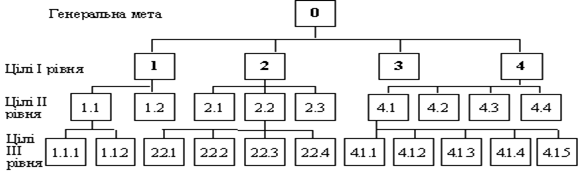 Генеральна мета 0
Цілі I рівня 1 2 3 4
Цілі II
рівня 1.1 1.2 2.1 2.2 2.3 4.1 4.2 4.3 4.4
Цілі
III
рівня 1.1.1 1.1.2 2.2.1 2.2.2 2.2.3 2.2.4 4.1.1 4.1.2 4.1.3 4.1.4 4.1.5